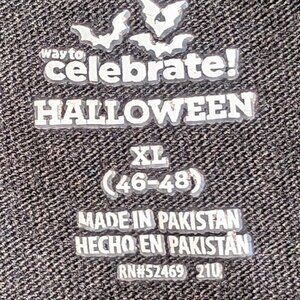 way to
celebrate!
HALLOWEEN
XL
(46-48)
MADE IN PAKISTAN
HECHO EN PAKISTAN
RN#52469 210